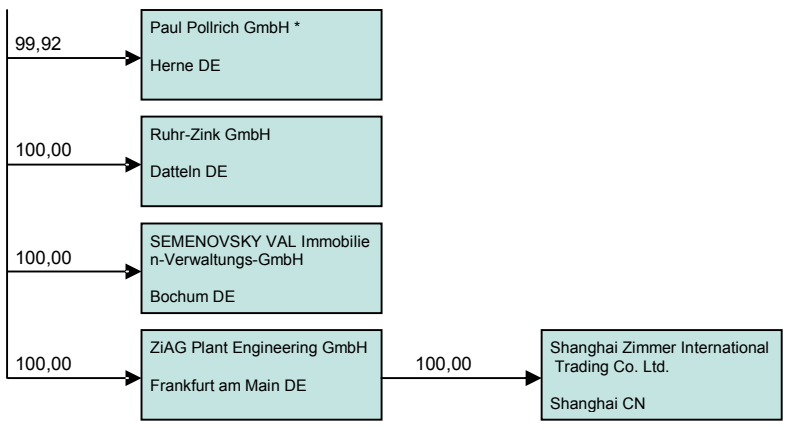 99,92
Paul Pollrich GmbH *
Herne DE
100,00
Ruhr-Zink GmbH
Datteln DE
100,00
SEMENOVSKY VAL Immobilie
n-Verwaltungs-GmbH
Bochum DE
100,00
ZiAG Plant Engineering GmbH
Frankfurt am Main DE
100,00
Shanghai Zimmer International
Trading Co. Ltd.
Shanghai CN